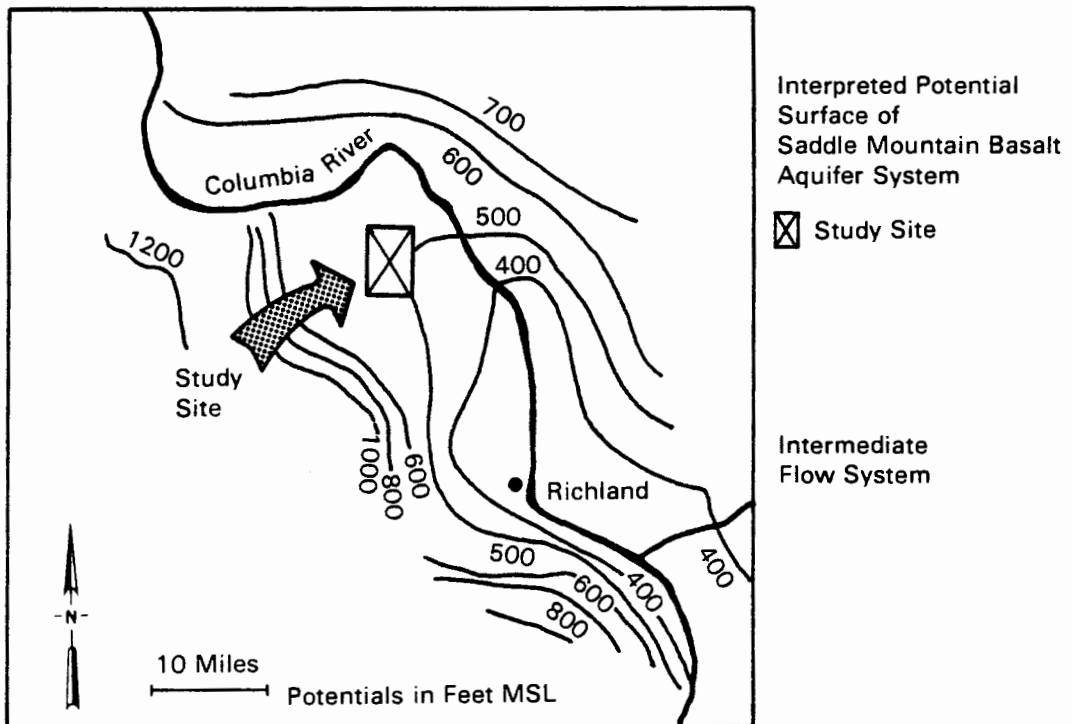 700
Columbia River
600
1200
500
400
Study
Site
1000
800
600
Richland
500
600
400
400
800
-N-
10 Miles
Potentials in Feet MSL
Interpreted Potential
Surface of
Saddle Mountain Basalt
Aquifer System
Study Site
Intermediate
Flow System